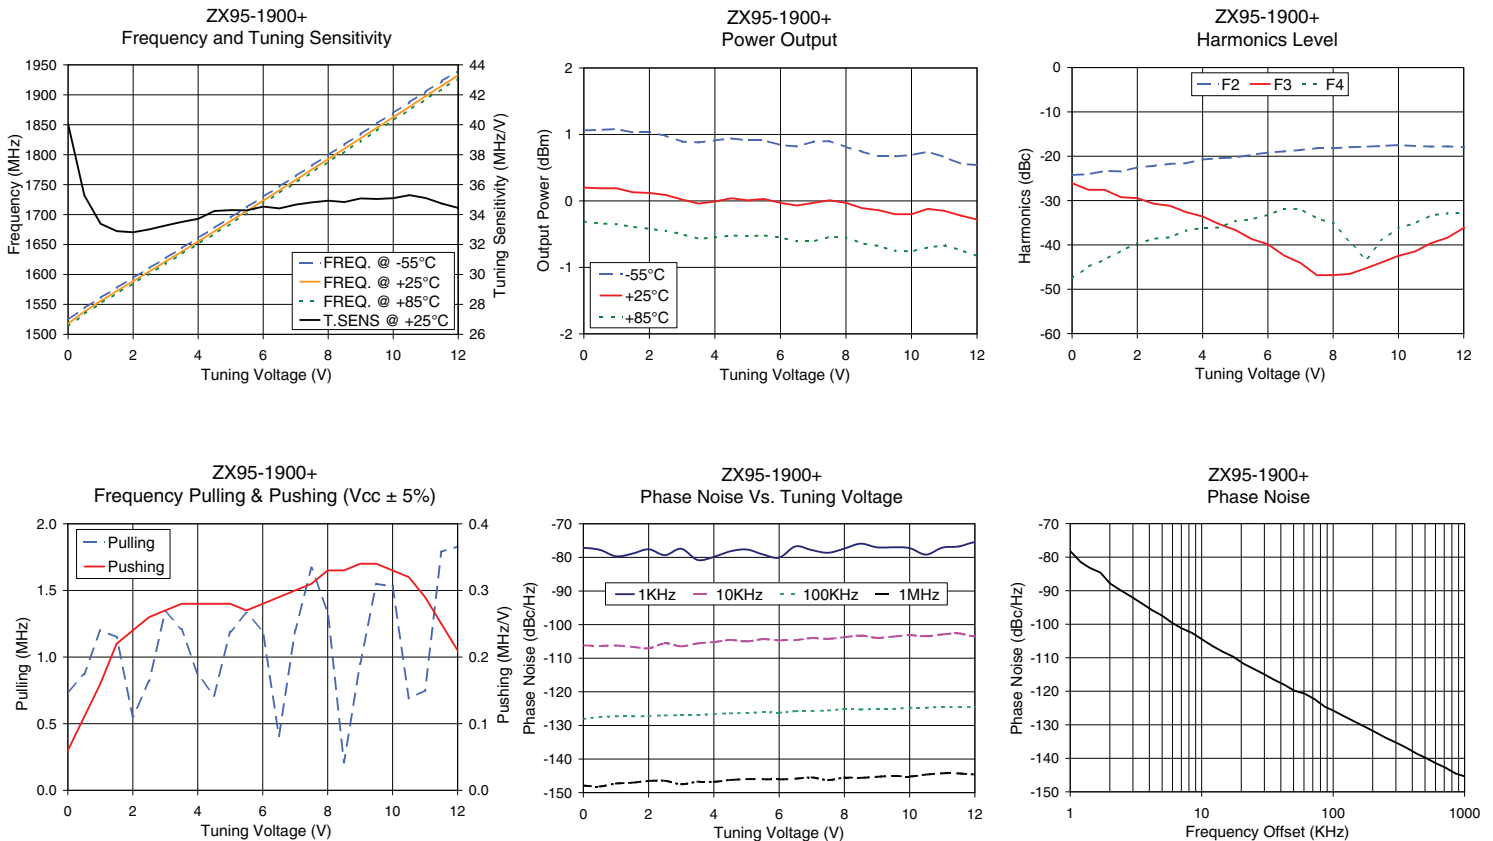 ZX95-1900+
Frequency and Tuning Sensitivity
1950
1900
1850
1800
1750
1700
1650
1600
1550
1500
Frequency (MHz)
44
42
40
38
36
34
32
30
28
26
Tuning Sensitivity (MHz/V)
FREQ. @ -55°C
FREQ. @ +25°C
FREQ. @ +85°C
T.SENS @ +25°C
0 2 4 6 8 10 12
Tuning Voltage (V)
ZX95-1900+
Power Output
2
1
0
-1
-2
Output Power (dBm)
-55°C
+25°C
+85°C
0 2 4 6 8 10 12
Tuning Voltage (V)
ZX95-1900+
Harmonics Level
0
-10
-20
-30
-40
-50
-60
Harmonics (dBc)
F2 F3 F4
0 2 4 6 8 10 12
Tuning Voltage (V)
ZX95-1900+
Frequency Pulling & Pushing (Vcc ± 5%)
2.0
1.5
1.0
0.5
0.0
Pulling (MHz)
Pulling
Pushing
0.4
0.3
0.2
0.1
0.0
Pushing (MHz/V)
0 2 4 6 8 10 12
Tuning Voltage (V)
ZX95-1900+
Phase Noise Vs. Tuning Voltage
-70
-80
-90
-100
-110
-120
-130
-140
-150
Phase Noise (dBc/Hz)
1KHz 10KHz 100KHz 1MHz
0 2 4 6 8 10 12
Tuning Voltage (V)
ZX95-1900+
Phase Noise
-70
-80
-90
-100
-110
-120
-130
-140
-150
Phase Noise (dBc/Hz)
1 10 100 1000
Frequency Offset (KHz)